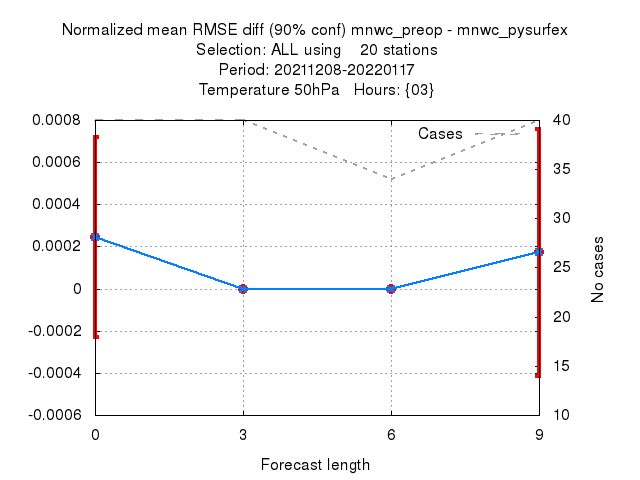 Normalized mean RMSE diff (90% conf) mnwc_preop - mnwc_pysurfex
Selection: ALL using    20 stations
Period: 20211208-20220117
Temperature 50hPa   Hours: {03}
Cases
0.0008
0.0006
0.0004
0.0002
0
-0.0002
-0.0004
-0.0006
40
35
30
25
20
15
10
No cases
0 3 6 9
Forecast length